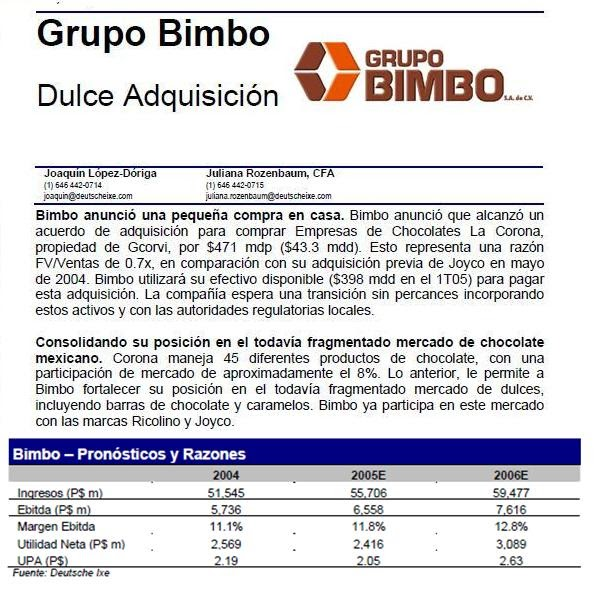 Grupo Bimbo
GRUPO
BIMBO S.A. de C.V.
Dulce Adquisición
Joaquín López-Dóriga Juliana Rozenbaum, CFA
(1) 646 442-0714 (1) 646 442-0715
joaquin@deutscheixe.com juliana.rozenbaum@deutscheixe.com
Bimbo anunció una pequeña compra en casa. Bimbo anunció que alcanzó un
acuerdo de adquisición para comprar Empresas de Chocolates La Corona,
propiedad de Gcorvi, por $471 mdp ($43.3 mdd). Esto representa una razón
FV/Ventas de 0.7x, en comparación con su adquisición previa de Joyco en mayo
de 2004. Bimbo utilizará su efectivo disponible ($398 mdd en el 1T05) para pagar
esta adquisición. La compañía espera una transición sin percances incorporando
estos activos y con las autoridades regulatorias locales.
Consolidando su posición en el todavía fragmentado mercado de chocolate
mexicano. Corona maneja 45 diferentes productos de chocolate, con una
participación de mercado de aproximadamente el 8%. Lo anterior, le permite a
Bimbo fortalecer su posición en el todavía fragmentado mercado de dulces,
incluyendo barras de chocolate y caramelos. Bimbo ya participa en este mercado
con las marcas Ricolino y Joyco.
Bimbo – Pronósticos y Razones
2004 2005E 2006E
Ingresos (P$ m) 51,545 55,706 59,477
Ebitda (P$ m) 5,736 6,558 7,616
Margen Ebitda 11.1% 11.8% 12.8%
Utilidad Neta (P$ m) 2,569 2,416 3,089
UPA (P$) 2.19 2.05 2.63
Fuente: Deutsche Ixe